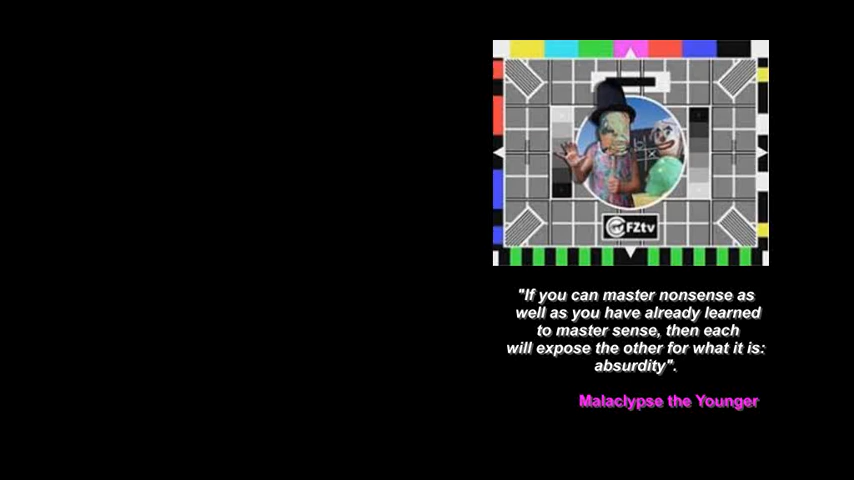 FZtv
"If you can master nonsense as
well as you have already learned
to master sense, then each
will expose the other for what it is:
absurdity".
Malaclypse the Younger